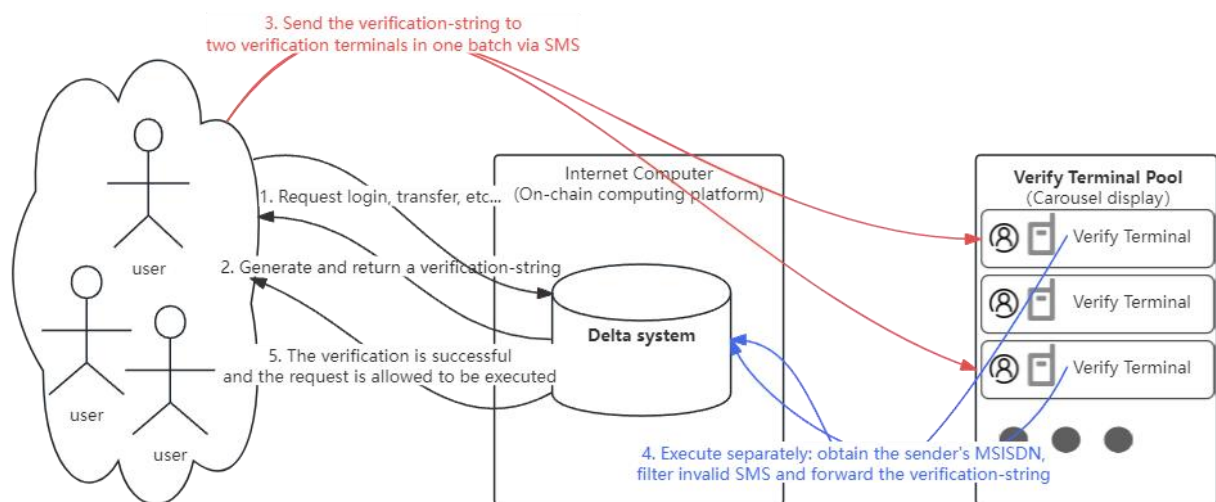 3. Send the verification-string to
two verification terminals in one batch via SMS
Internet Computer
(On-chain computing platform)
Verify Terminal Pool
(Carousel display)
1. Request login, transfer, etc...
Verify Terminal
user
2. Generate and return a verification-string
Verify Terminal
Delta system
5. The verification is successful
and the request is allowed to be executed
Verify Terminal
user
user
4. Execute separately: obtain the sender's MSISDN,
filter invalid SMS and forward the verification-string